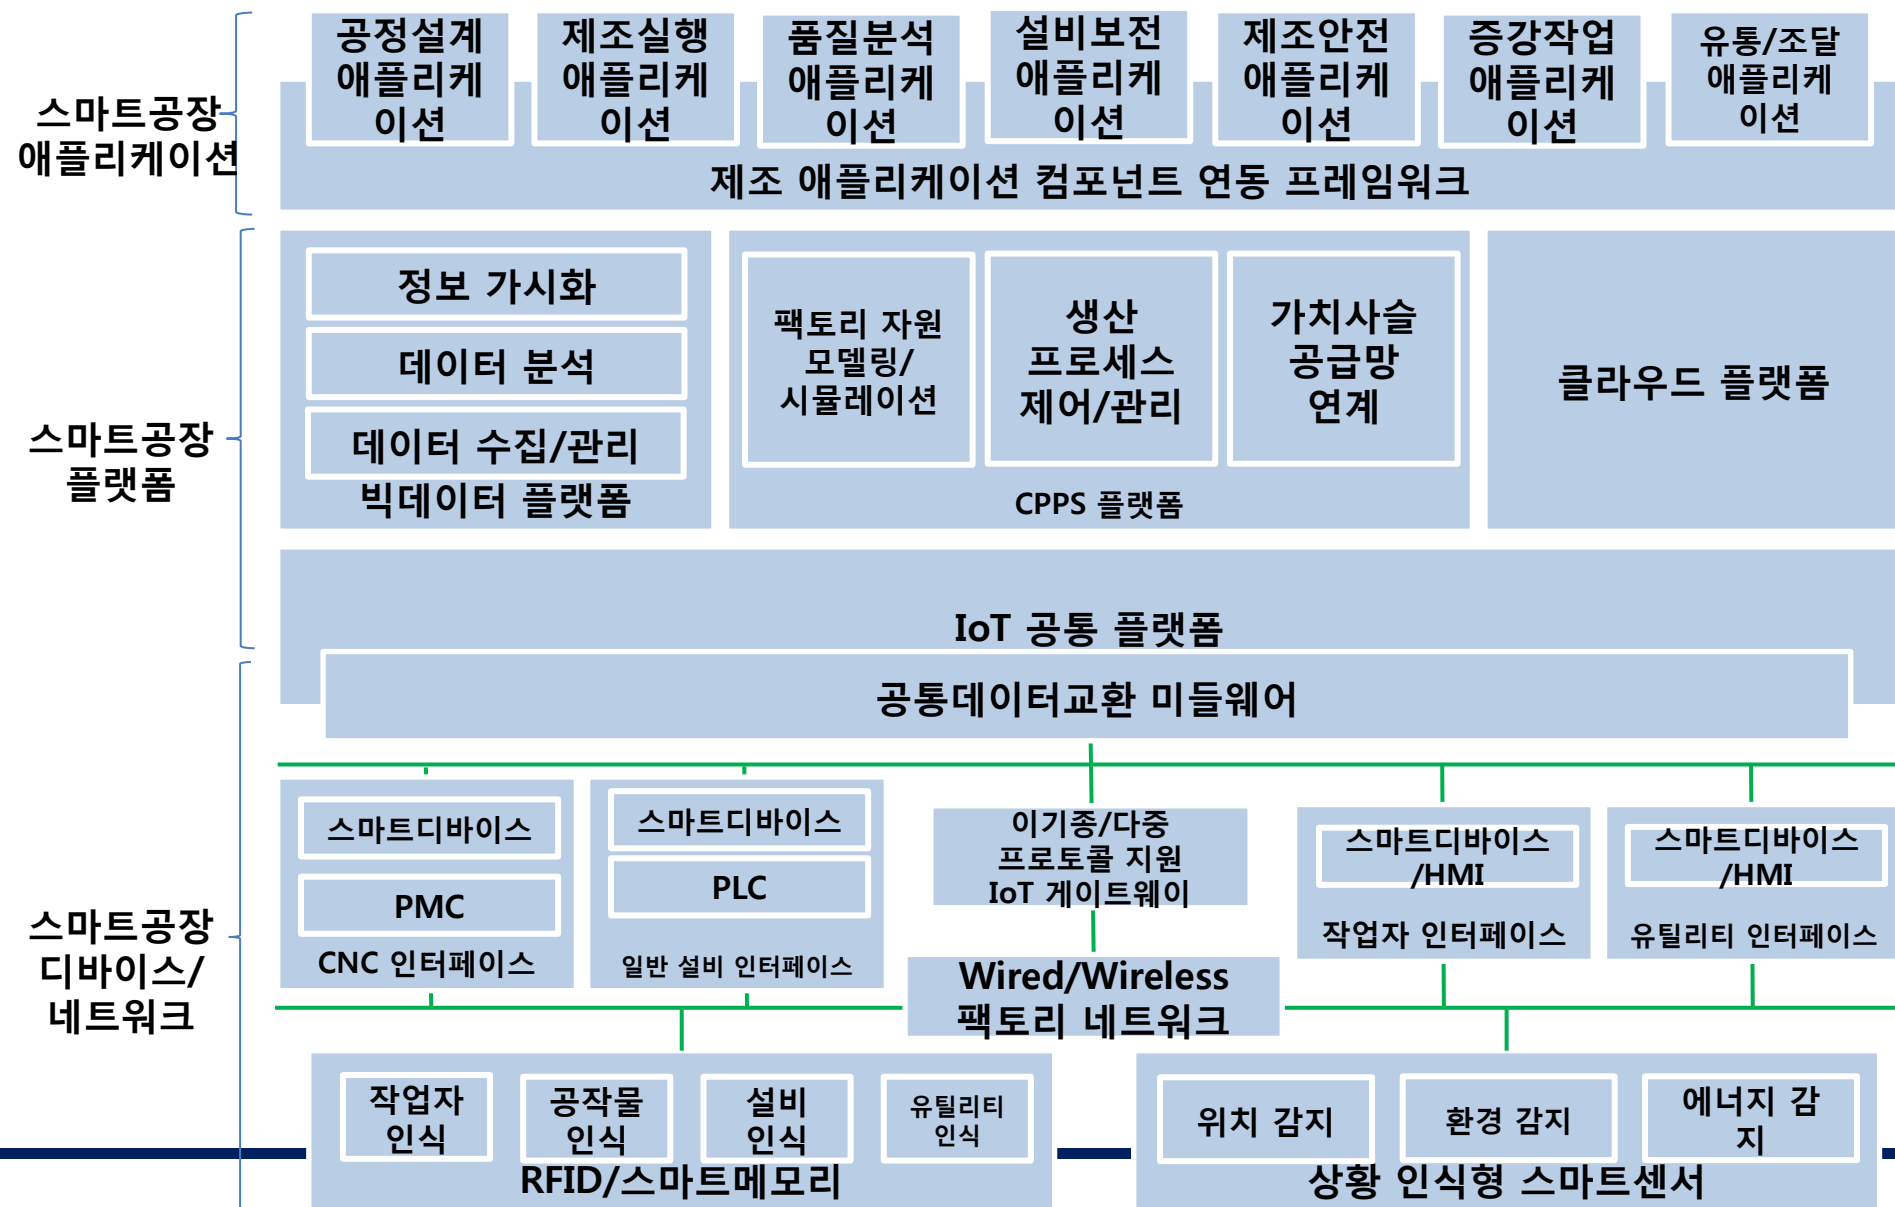 스마트공장
애플리케이션
공정설계
애플리케
이션
제조실행
애플리케
이션
품질분석
애플리케
이션
설비보전
애플리케
이션
제조안전
애플리케
이션
증강작업
애플리케
이션
유통/조달
애플리케
이션
제조 애플리케이션 컴포넌트 연동 프레임워크
스마트공장
플랫폼
정보 가시화
데이터 분석
데이터 수집/관리
빅데이터 플랫폼
팩토리 자원
모델링/
시뮬레이션
생산
프로세스
제어/관리
가치사슬
공급망
연계
CPPS 플랫폼
클라우드 플랫폼
IoT 공통 플랫폼
공통데이터교환 미들웨어
스마트공장
디바이스/
네트워크
스마트디바이스
PMC
CNC 인터페이스
스마트디바이스
PLC
일반 설비 인터페이스
이기종/다중
프로토콜 지원
IoT 게이트웨이
스마트디바이스
/HMI
작업자 인터페이스
스마트디바이스
/HMI
유틸리티 인터페이스
Wired/Wireless
팩토리 네트워크
작업자
인식
공작물
인식
설비
인식
유틸리티
인식
RFID/스마트메모리
위치 감지
환경 감지
에너지 감
지
상황 인식형 스마트센서